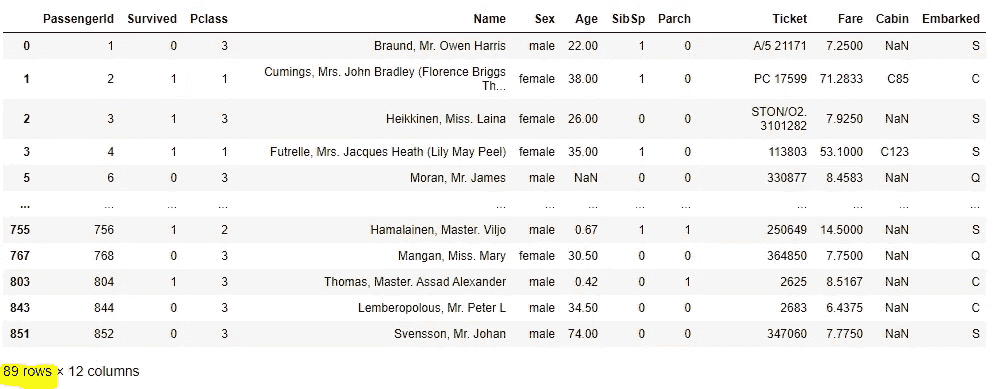 PassengerId Survived Pclass Name Sex Age SibSp Parch Ticket Fare Cabin Embarked
0 1 0 3 Braund, Mr. Owen Harris male 22.00 1 0 A/5 21171 7.2500 NaN S
1 2 1 1 Cumings, Mrs. John Bradley (Florence Briggs Th... female 38.00 1 0 PC 17599 71.2833 C85 C
2 3 1 3 Heikkinen, Miss. Laina female 26.00 0 0 STON/O2. 3101282 7.9250 NaN S
3 4 1 1 Futrelle, Mrs. Jacques Heath (Lily May Peel) female 35.00 1 0 113803 53.1000 C123 S
5 6 0 3 Moran, Mr. James male NaN 0 0 330877 8.4583 NaN Q
... ... ... ... ... ... ... ... ... ... ... ... ...
755 756 1 2 Hamalainen, Master. Viljo male 0.67 1 1 250649 14.5000 NaN S
767 768 0 3 Mangan, Miss. Mary female 30.50 0 0 364850 7.7500 NaN Q
803 804 1 3 Thomas, Master. Assad Alexander male 0.42 0 1 2625 8.5167 NaN C
843 844 0 3 Lemberopolous, Mr. Peter L male 34.50 0 0 2683 6.4375 NaN C
851 852 0 3 Svensson, Mr. Johan male 74.00 0 0 347060 7.7750 NaN S
89 rows × 12 columns